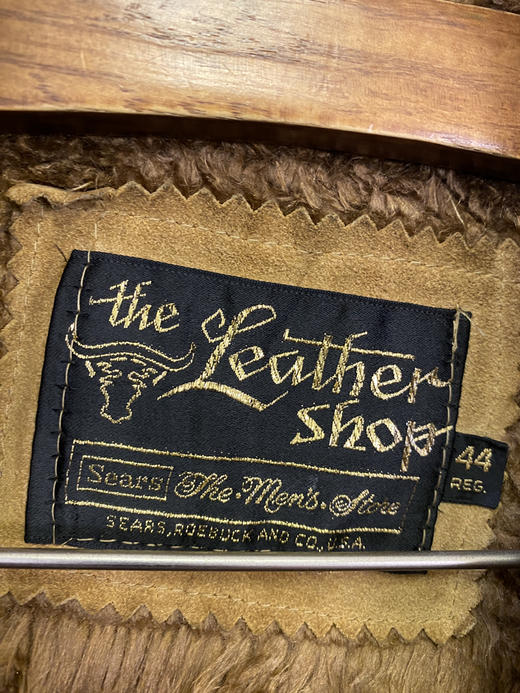 the
Leather
Shop
44
REG.
Sears The Men's Store
SEARS, ROEBUCK AND CO., U.S.A.